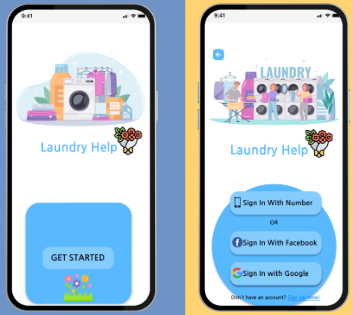 9:41
Laundry Help
GET STARTED
9:41
LAUNDRY
Laundry Help
Sign In With Number
OR
Sign In With Facebook
Sign In with Google
Don't have an account? Sign Up Now!